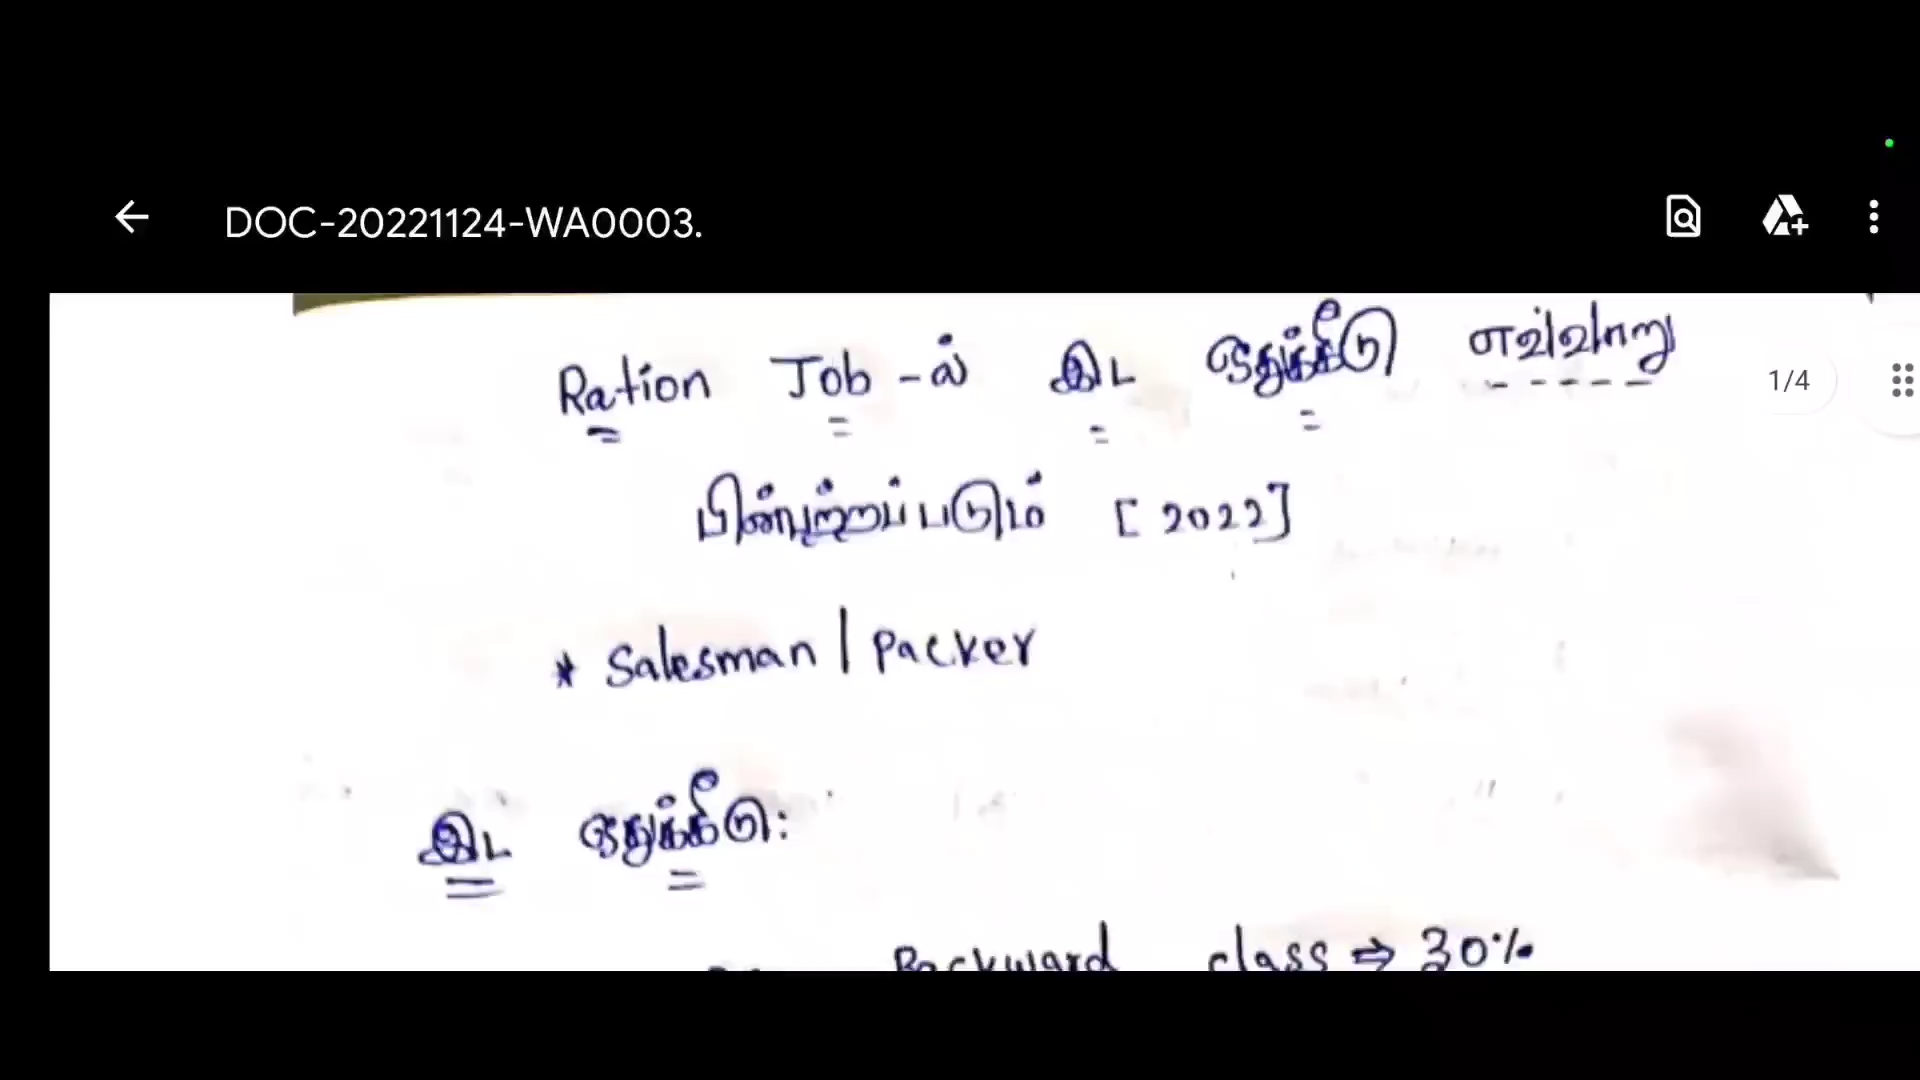 DOC-20221124-WA0003.
Ration Job-ல் இட ஒதுக்கீடு எவ்வாறு
1/4
பின்பற்றப்படும் [2022]
* Salesman | Packer
இட ஒதுக்கீடு:
Backward class ⇒ 30%